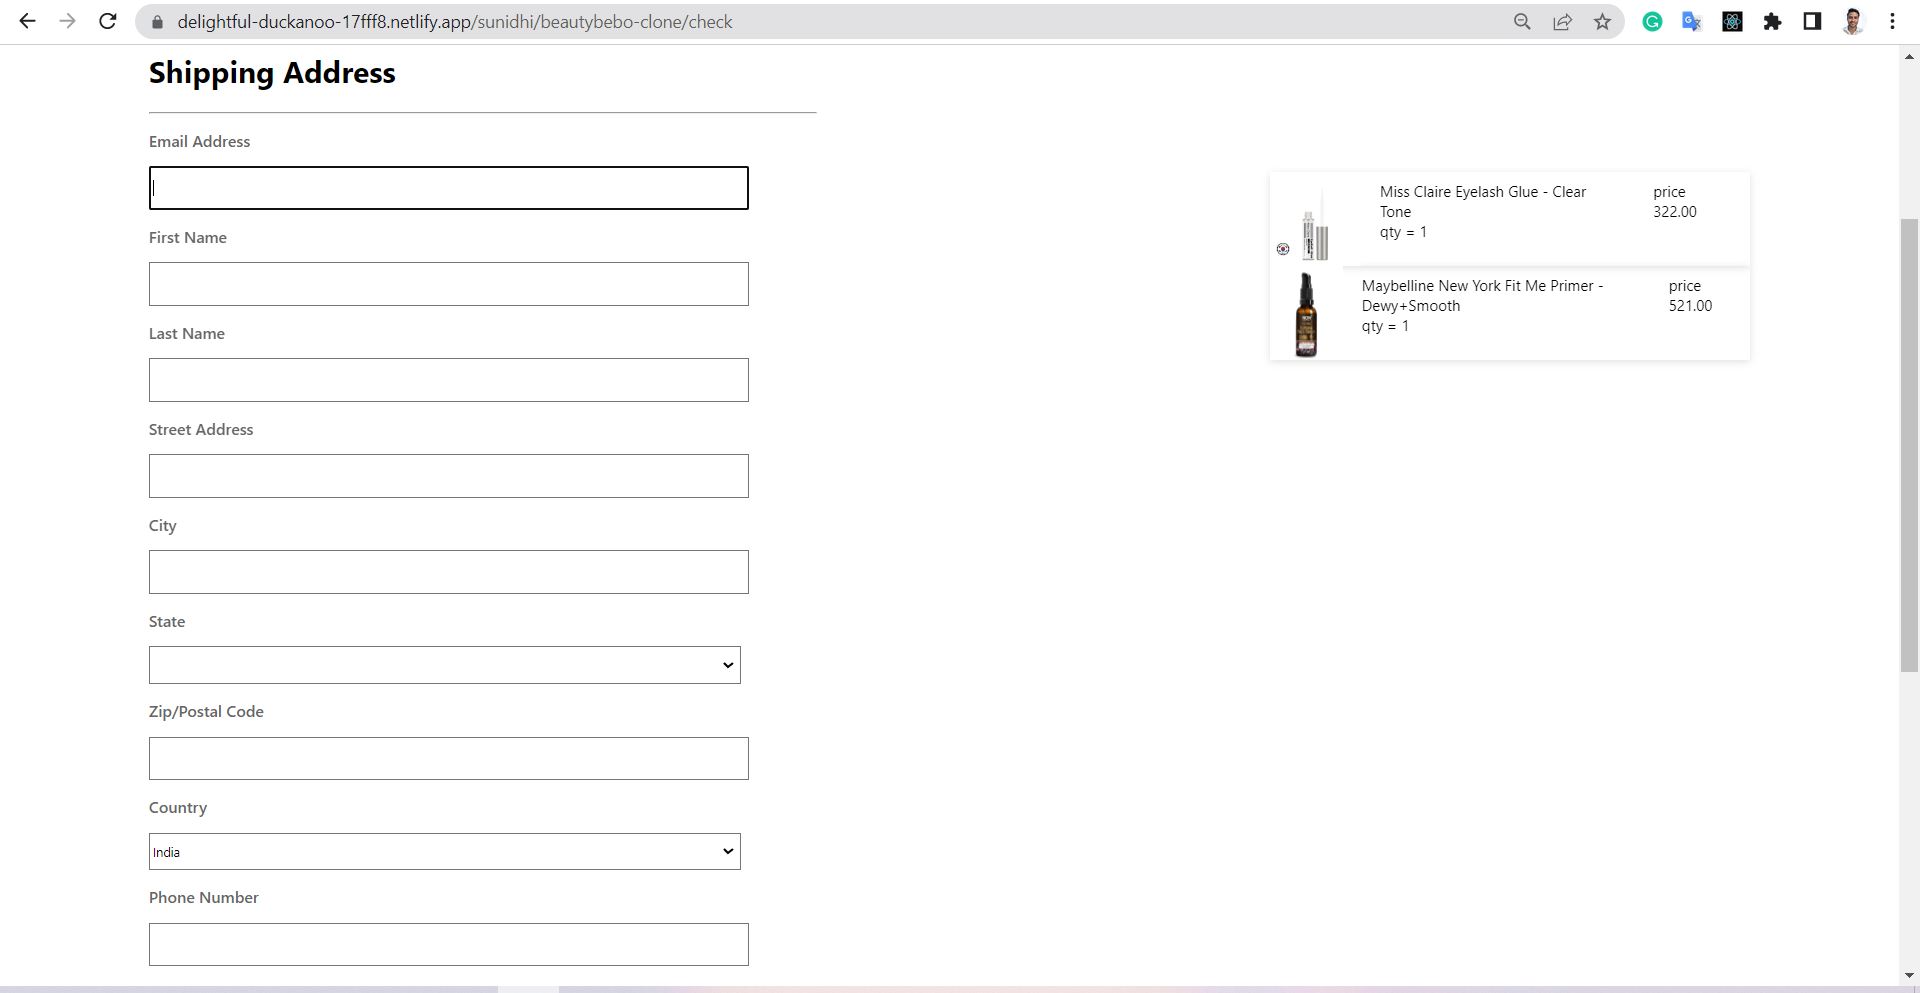 delightful-duckanoo-17fff8.netlify.app/sunidhi/beautybebo-clone/check
Shipping Address
Email Address
First Name
Last Name
Street Address
City
State
Zip/Postal Code
Country
India
Phone Number
Miss Claire Eyelash Glue - Clear
Tone
qty = 1
price
322.00
Maybelline New York Fit Me Primer -
Dewy+Smooth
qty = 1
price
521.00